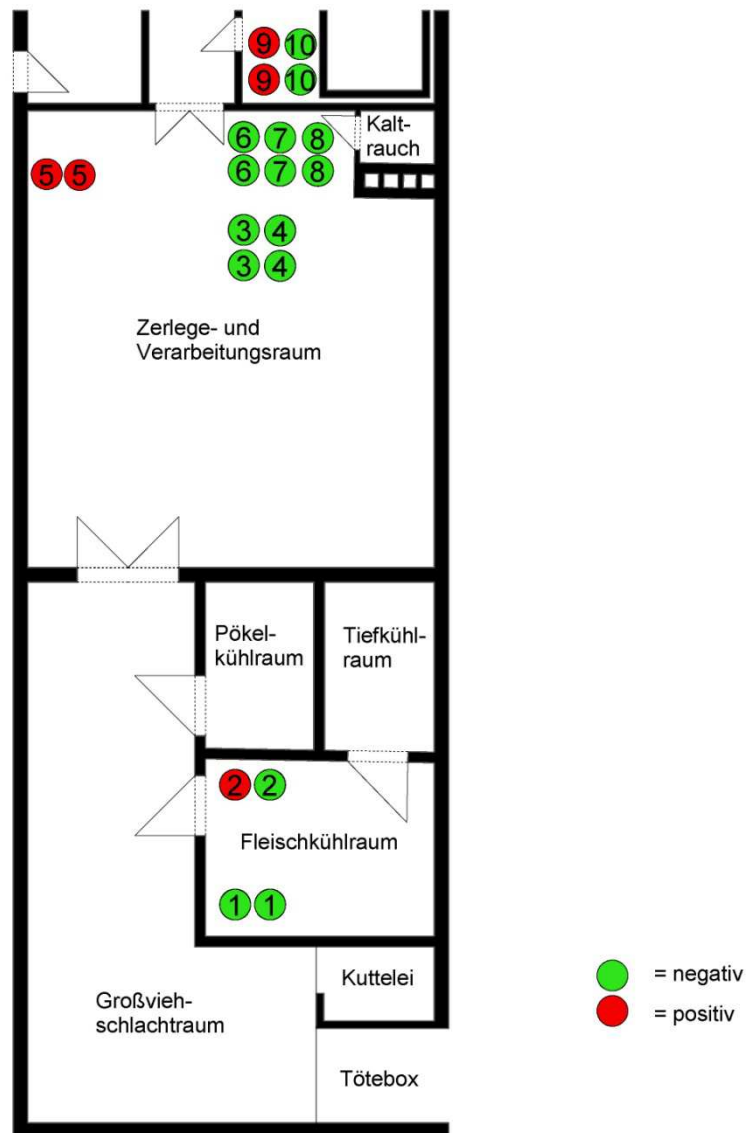 9 10
9 10
Kalt-
rauch
6 7 8
5 5
6 7 8
3 4
3 4
Zerlege- und
Verarbeitungsraum
Pökel-
kühlraum
Tiefkühl-
raum
2 2
Fleischkühlraum
1 1
Kuttelei
Großvieh-
schlachtraum
Tötebox
= negativ
= positiv